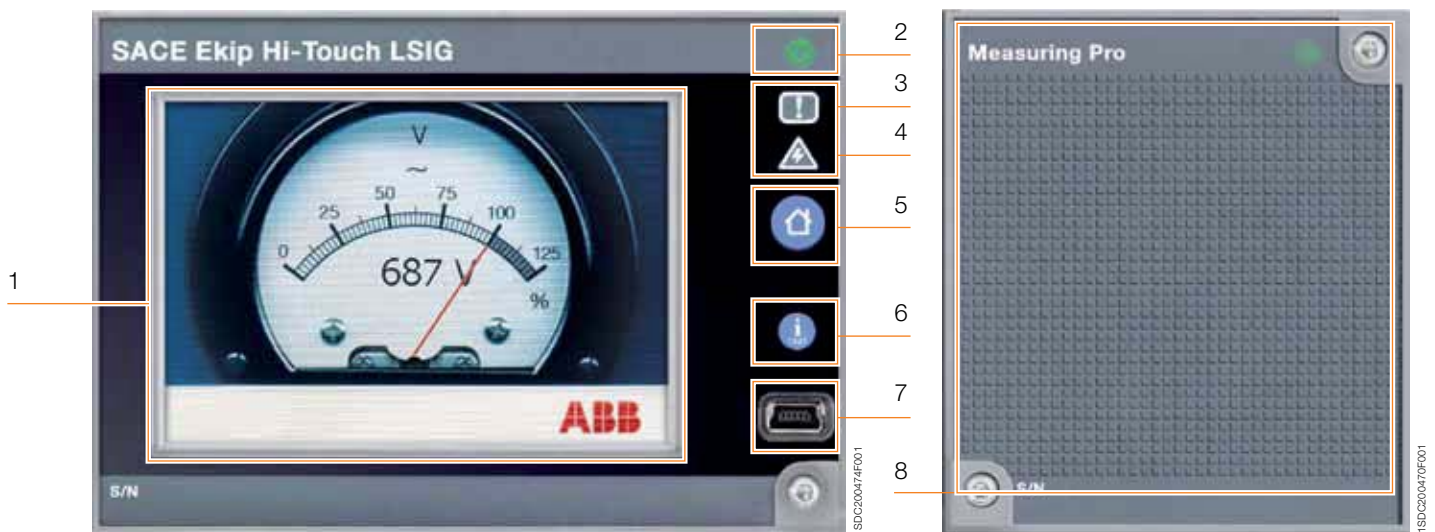 SACE Ekip Hi-Touch LSIG
V
~
0 25 50 75 100 125
%
687 V
ABB
S/N
1
2
3
4
5
6
7
8
Measuring Pro
S/N
SDC200474F001
1SDC200470F001